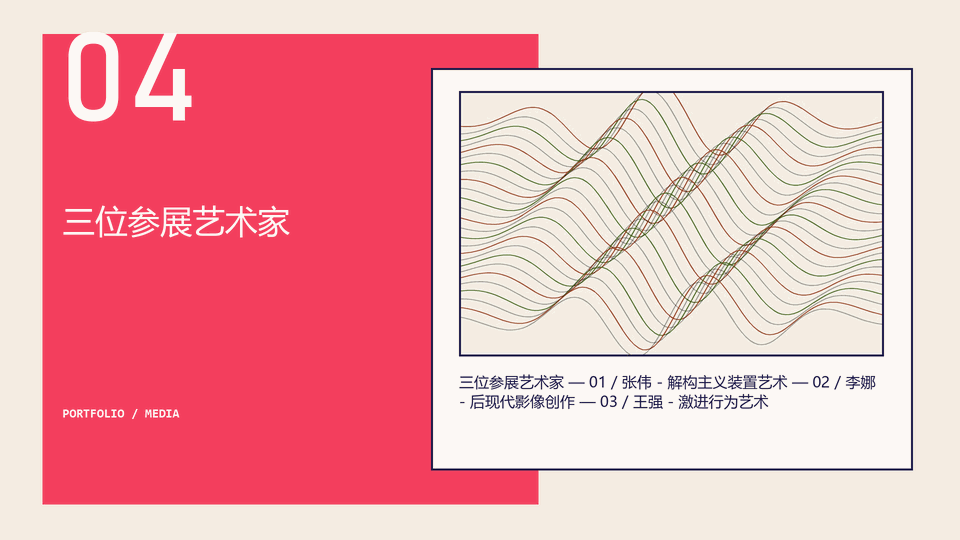 04
三位参展艺术家
PORTFOLIO / MEDIA
三位参展艺术家 — 01 / 张伟 - 解构主义装置艺术 — 02 / 李娜
- 后现代影像创作 — 03 / 王强 - 激进行为艺术